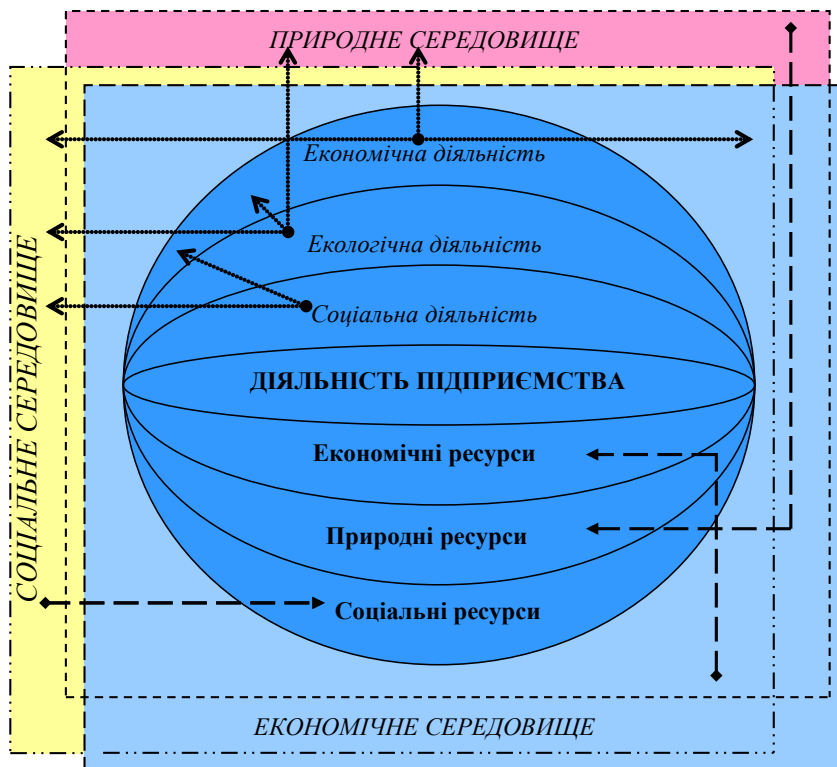 ПРИРОДНЕ СЕРЕДОВИЩЕ
Економічна діяльність
Екологічна діяльність
Соціальна діяльність
СОЦІАЛЬНЕ СЕРЕДОВИЩЕ
ДІЯЛЬНІСТЬ ПІДПРИЄМСТВА
Економічні ресурси
Природні ресурси
Соціальні ресурси
ЕКОНОМІЧНЕ СЕРЕДОВИЩЕ